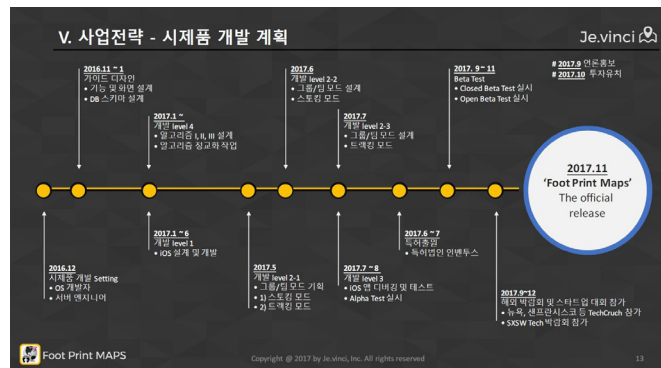 V. 사업전략 - 시제품 개발 계획
Je.vinci
2016.11 ~ 1
가이드 디자인
• 기능 및 화면 설계
• DB 스키마 설계
2017.1 ~
개발 level 4
• 알고리즘 I, II, III 설계
• 알고리즘 정교화 작업
2017.6
개발 level 2-2
• 그룹/팀 모드 설계
• 스토킹 모드
2017.7
개발 level 2-3
• 그룹/팀 모드 설계
• 트랙킹 모드
2017. 9 ~ 11
Beta Test
• Closed Beta Test 실시
• Open Beta Test 실시
# 2017.9 언론홍보
# 2017.10 투자유치
2017.11
'Foot Print Maps'
The official
release
2016.12
시제품 개발 Setting
• OS 개발자
• 서버 엔지니어
2017.1 ~ 6
개발 level 1
• iOS 설계 및 개발
2017.5
개발 level 2-1
• 그룹/팀 모드 기획
• 1) 스토킹 모드
• 2) 트랙킹 모드
2017.7 ~ 8
개발 level 3
• iOS 앱 디버깅 및 테스트
• Alpha Test 실시
2017.6 ~ 7
특허출원
• 특허법인 인벤투스
2017.9~12
해외 박람회 및 스타트업 대회 참가
• 뉴욕, 샌프란시스코 등 TechCruch 참가
• SXSW Tech 박람회 참가
Foot Print MAPS
Copyright @ 2017 by Je.vinci, Inc. All rights reserved
13